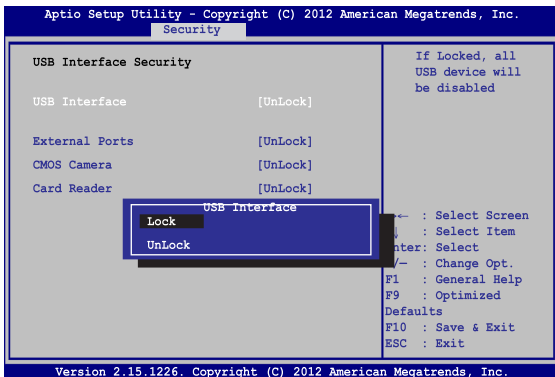 Aptio Setup Utility - Copyright (C) 2012 American Megatrends, Inc.
Security
USB Interface Security
USB Interface [UnLock]
External Ports [UnLock]
CMOS Camera [UnLock]
Card Reader [UnLock]
USB Interface
Lock
UnLock
If Locked, all
USB device will
be disabled
→← : Select Screen
: Select Item
nter: Select
/— : Change Opt.
F1 : General Help
F9 : Optimized
Defaults
F10 : Save & Exit
ESC : Exit
Version 2.15.1226. Copyright (C) 2012 American Megatrends, Inc.